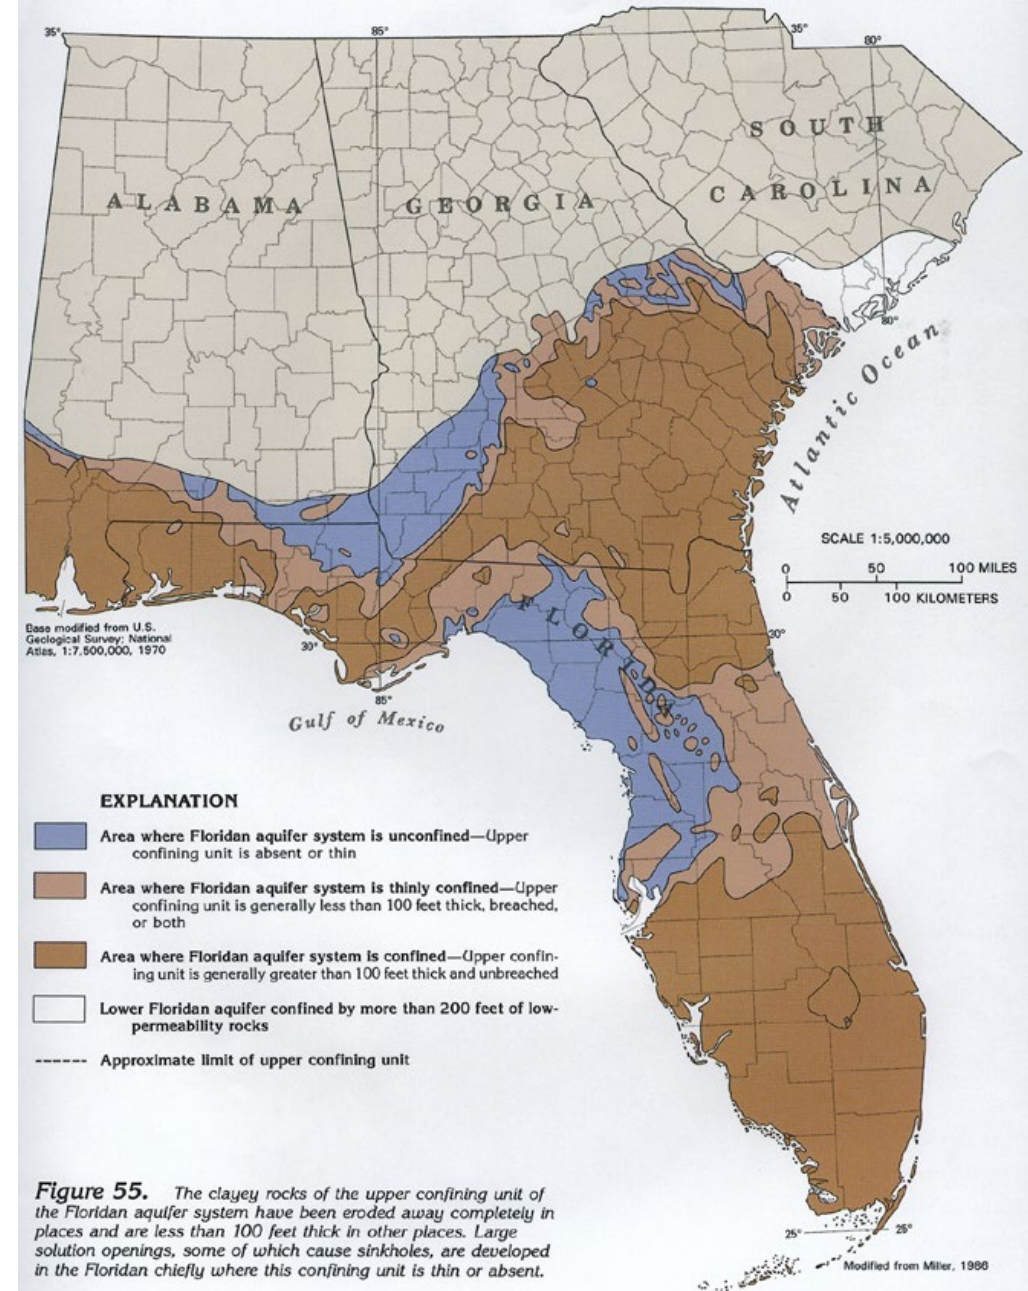 35°
85°
35°
80°
SOUTH
CAROLINA
ALABAMA
GEORGIA
80°
Atlantic Ocean
SCALE 1:5,000,000
0 50 100 MILES
0 50 100 KILOMETERS
FLORIDA
Base modified from U.S.
Geological Survey: National
Atlas, 1:7,500,000, 1970
30°
30°
85°
Gulf of Mexico
EXPLANATION
Area where Floridan aquifer system is unconfined—Upper
confining unit is absent or thin
Area where Floridan aquifer system is thinly confined—Upper
confining unit is generally less than 100 feet thick, breached,
or both
Area where Floridan aquifer system is confined—Upper confin-
ing unit is generally greater than 100 feet thick and unbreached
Lower Floridan aquifer confined by more than 200 feet of low-
permeability rocks
Approximate limit of upper confining unit
Figure 55. The clayey rocks of the upper confining unit of
the Floridan aquifer system have been eroded away completely in
places and are less than 100 feet thick in other places. Large
solution openings, some of which cause sinkholes, are developed
in the Floridan chiefly where this confining unit is thin or absent.
25°
25°
Modified from Miller, 1986